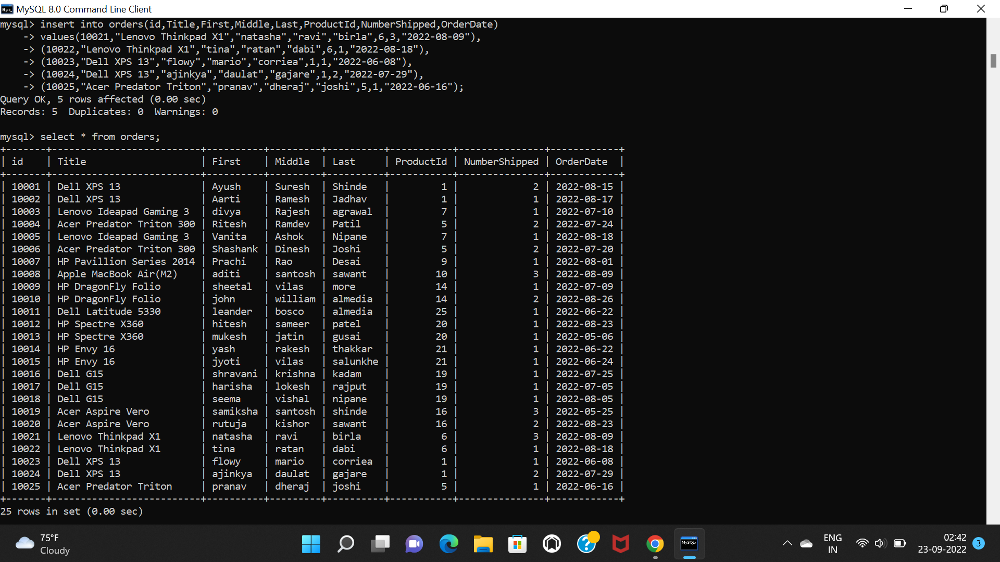 MySQL 8.0 Command Line Client
mysql> insert into orders(id,Title,First,Middle,Last,ProductId,NumberShipped,OrderDate)
    -> values(10021,"Lenovo Thinkpad X1","natasha","ravi","birla",6,3,"2022-08-09"),
    -> (10022,"Lenovo Thinkpad X1","tina","ratan","dabi",6,1,"2022-08-18"),
    -> (10023,"Dell XPS 13","flowy","mario","corriea",1,1,"2022-06-08"),
    -> (10024,"Dell XPS 13","ajinkya","daulat","gajare",1,2,"2022-07-29"),
    -> (10025,"Acer Predator Triton","pranav","dheraj","joshi",5,1,"2022-06-16");
Query OK, 5 rows affected (0.00 sec)
Records: 5  Duplicates: 0  Warnings: 0
mysql> select * from orders;
+-------+--------------------------+----------+---------+----------+-----------+---------------+------------+
| id    | Title                    | First    | Middle  | Last     | ProductId | NumberShipped | OrderDate  |
+-------+--------------------------+----------+---------+----------+-----------+---------------+------------+
| 10001 | Dell XPS 13              | Ayush    | Suresh  | Shinde   |         1 |             2 | 2022-08-15 |
| 10002 | Dell XPS 13              | Aarti    | Ramesh  | Jadhav   |         1 |             1 | 2022-08-17 |
| 10003 | Lenovo Ideapad Gaming 3  | divya    | Rajesh  | agrawal  |         7 |             1 | 2022-07-10 |
| 10004 | Acer Predator Triton 300 | Ritesh   | Ramdev  | Patil    |         5 |             2 | 2022-07-24 |
| 10005 | Lenovo Ideapad Gaming 3  | Vanita   | Ashok   | Nipane   |         7 |             1 | 2022-08-18 |
| 10006 | Acer Predator Triton 300 | Shashank | Dinesh  | Joshi    |         5 |             2 | 2022-07-20 |
| 10007 | HP Pavillion Series 2014 | Prachi   | Rao     | Desai    |         9 |             1 | 2022-08-01 |
| 10008 | Apple MacBook Air(M2)    | aditi    | santosh | sawant   |        10 |             3 | 2022-08-09 |
| 10009 | HP DragonFly Folio       | sheetal  | vilas   | more     |        14 |             1 | 2022-07-09 |
| 10010 | HP DragonFly Folio       | john     | william | almedia  |        14 |             2 | 2022-08-26 |
| 10011 | Dell Latitude 5330       | leander  | bosco   | almedia  |        25 |             1 | 2022-06-22 |
| 10012 | HP Spectre X360          | hitesh   | sameer  | patel    |        20 |             1 | 2022-08-23 |
| 10013 | HP Spectre X360          | mukesh   | jatin   | gusai    |        20 |             1 | 2022-05-06 |
| 10014 | HP Envy 16               | yash     | rakesh  | thakkar  |        21 |             1 | 2022-06-22 |
| 10015 | HP Envy 16               | jyoti    | vilas   | salunkhe |        21 |             1 | 2022-06-24 |
| 10016 | Dell G15                 | shravani | krishna | kadam    |        19 |             1 | 2022-07-25 |
| 10017 | Dell G15                 | harisha  | lokesh  | rajput   |        19 |             1 | 2022-07-05 |
| 10018 | Dell G15                 | seema    | vishal  | nipane   |        19 |             1 | 2022-08-05 |
| 10019 | Acer Aspire Vero         | samiksha | santosh | shinde   |        16 |             3 | 2022-05-25 |
| 10020 | Acer Aspire Vero         | rutuja   | kishor  | sawant   |        16 |             2 | 2022-08-23 |
| 10021 | Lenovo Thinkpad X1       | natasha  | ravi    | birla    |         6 |             3 | 2022-08-09 |
| 10022 | Lenovo Thinkpad X1       | tina     | ratan   | dabi     |         6 |             1 | 2022-08-18 |
| 10023 | Dell XPS 13              | flowy    | mario   | corriea  |         1 |             1 | 2022-06-08 |
| 10024 | Dell XPS 13              | ajinkya  | daulat  | gajare   |         1 |             2 | 2022-07-29 |
| 10025 | Acer Predator Triton     | pranav   | dheraj  | joshi    |         5 |             1 | 2022-06-16 |
+-------+--------------------------+----------+---------+----------+-----------+---------------+------------+
25 rows in set (0.00 sec)
75°F
Cloudy
MySQL>
ENG
IN
02:42
23-09-2022
3